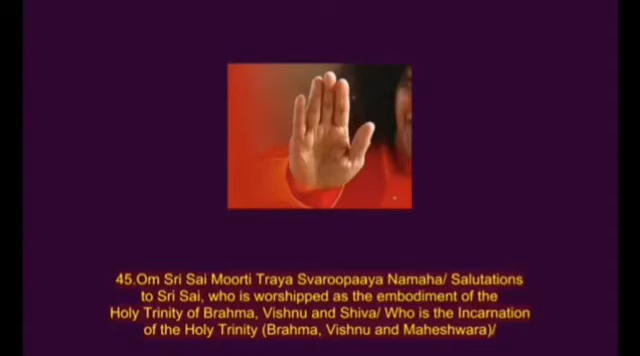 45.Om Sri Sai Moorti Traya Svaroopaaya Namaha/ Salutations
to Sri Sai, who is worshipped as the embodiment of the
Holy Trinity of Brahma, Vishnu and Shiva/ Who is the Incarnation
of the Holy Trinity (Brahma, Vishnu and Maheshwara)/